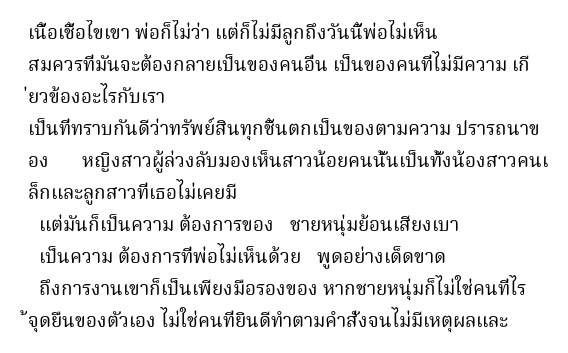 เนื้อเชื้อไขเขา พ่อก็ไม่ว่า แต่ก็ไม่มีลูกถึงวันนี้พ่อไม่เห็น
สมควรที่มันจะต้องกลายเป็นของคนอื่น เป็นของคนที่ไม่มีความ เกี
่ยวข้องอะไรกับเรา
เป็นที่ทราบกันดีว่าทรัพย์สินทุกชิ้นตกเป็นของตามความ ปรารถนาข
อง หญิงสาวผู้ล่วงลับมองเห็นสาวน้อยคนนั้นเป็นทั้งน้องสาวคนเ
ล็กและลูกสาวที่เธอไม่เคยมี
แต่มันก็เป็นความ ต้องการของ ชายหนุ่มย้อนเสียงเบา
เป็นความ ต้องการที่พ่อไม่เห็นด้วย พูดอย่างเด็ดขาด
ถึงการงานเขาก็เป็นเพียงมือรองของ หากชายหนุ่มก็ไม่ใช่คนที่ไร
้จุดยืนของตัวเอง ไม่ใช่คนที่ยินดีทำตามคำสั่งจนไม่มีเหตุผลและ